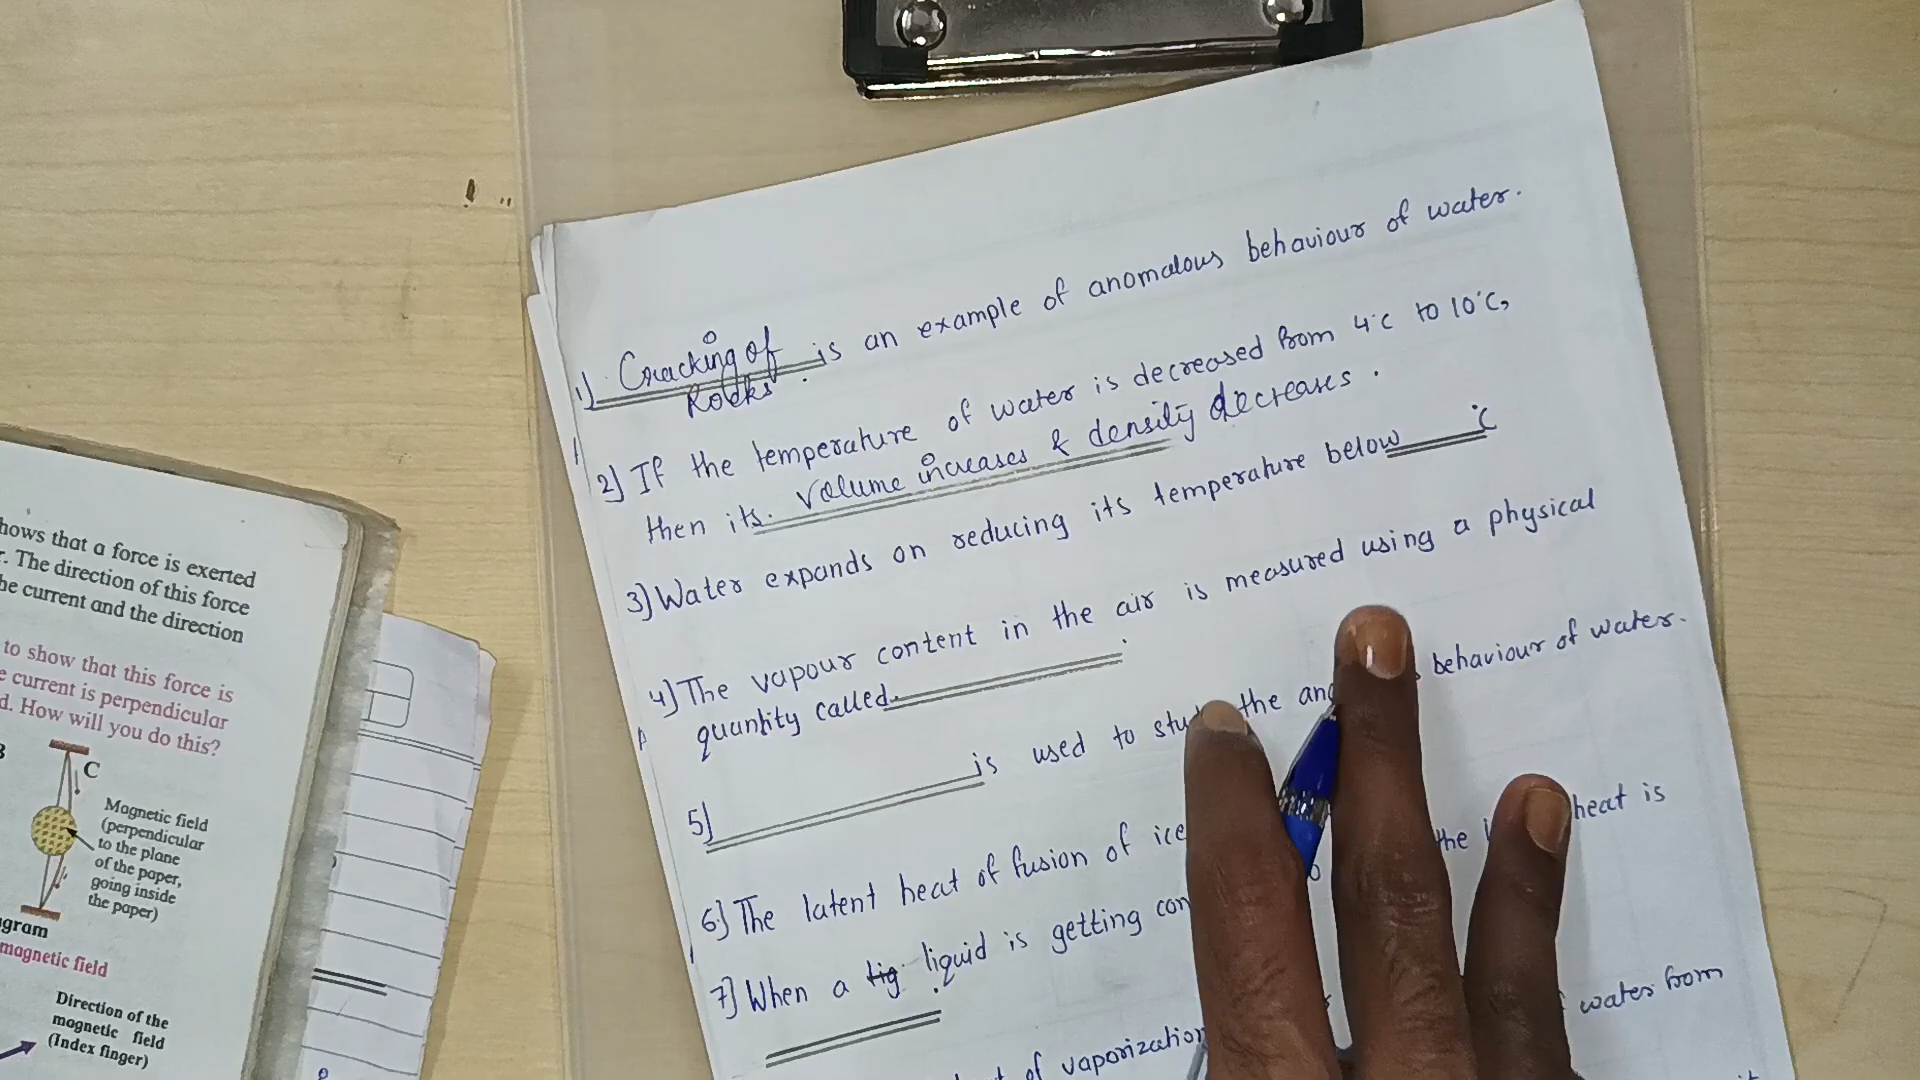 1) Cracking of
Rocks. is an example of anomalous behaviour of water.
2) If the temperature of water is decreased from 4°C to 10°C,
then its. Volume increases & density decreases.
3) Water expands on reducing its temperature below °C
4) The vapour content in the air is measured using a physical
quantity called.
5) is used to the behaviour of water.
6) The latent heat of fusion of ice
7) When a liquid is getting the heat is
of vaporization water from
hows that a force is exerted
r. The direction of this force
he current and the direction
to show that this force is
e current is perpendicular
d. How will you do this?
B
C
Magnetic field
(perpendicular
to the plane
of the paper,
going inside
the paper)
gram
magnetic field
Direction of the
magnetic field
(Index finger)